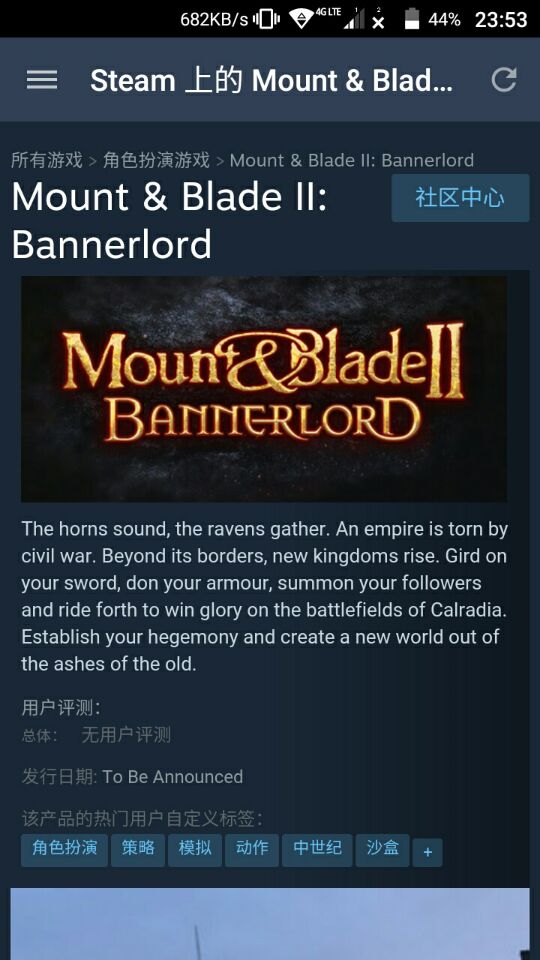 682KB/s 4G LTE 1 2 44% 23:53
Steam 上的 Mount & Blad...
所有游戏 > 角色扮演游戏 > Mount & Blade II: Bannerlord
Mount & Blade II:
Bannerlord
社区中心
Mount & Blade II
BANNERLORD
The horns sound, the ravens gather. An empire is torn by
civil war. Beyond its borders, new kingdoms rise. Gird on
your sword, don your armour, summon your followers
and ride forth to win glory on the battlefields of Calradia.
Establish your hegemony and create a new world out of
the ashes of the old.
用户评测：
总体： 无用户评测
发行日期: To Be Announced
该产品的热门用户自定义标签：
角色扮演 策略 模拟 动作 中世纪 沙盒 +